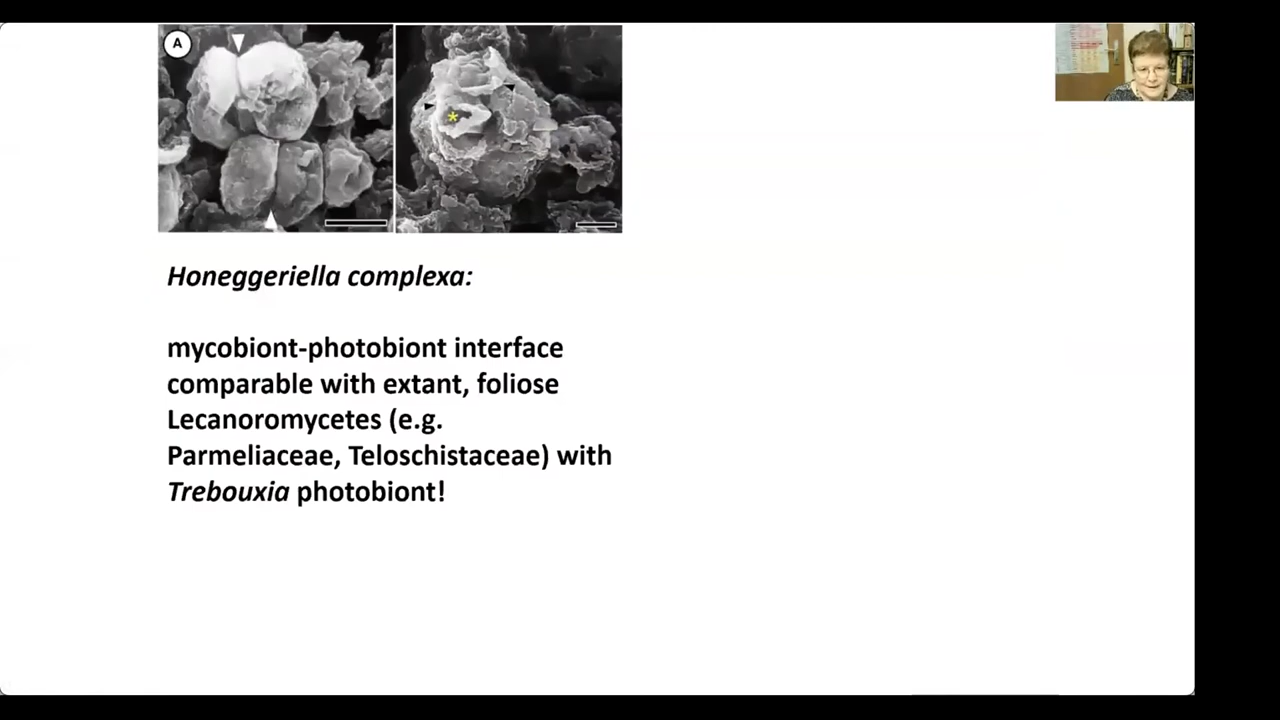 A
*
Honeggeriella complexa:
mycobiont-photobiont interface
comparable with extant, foliose
Lecanoromycetes (e.g.
Parmeliaceae, Teloschistaceae) with
Trebouxia photobiont!